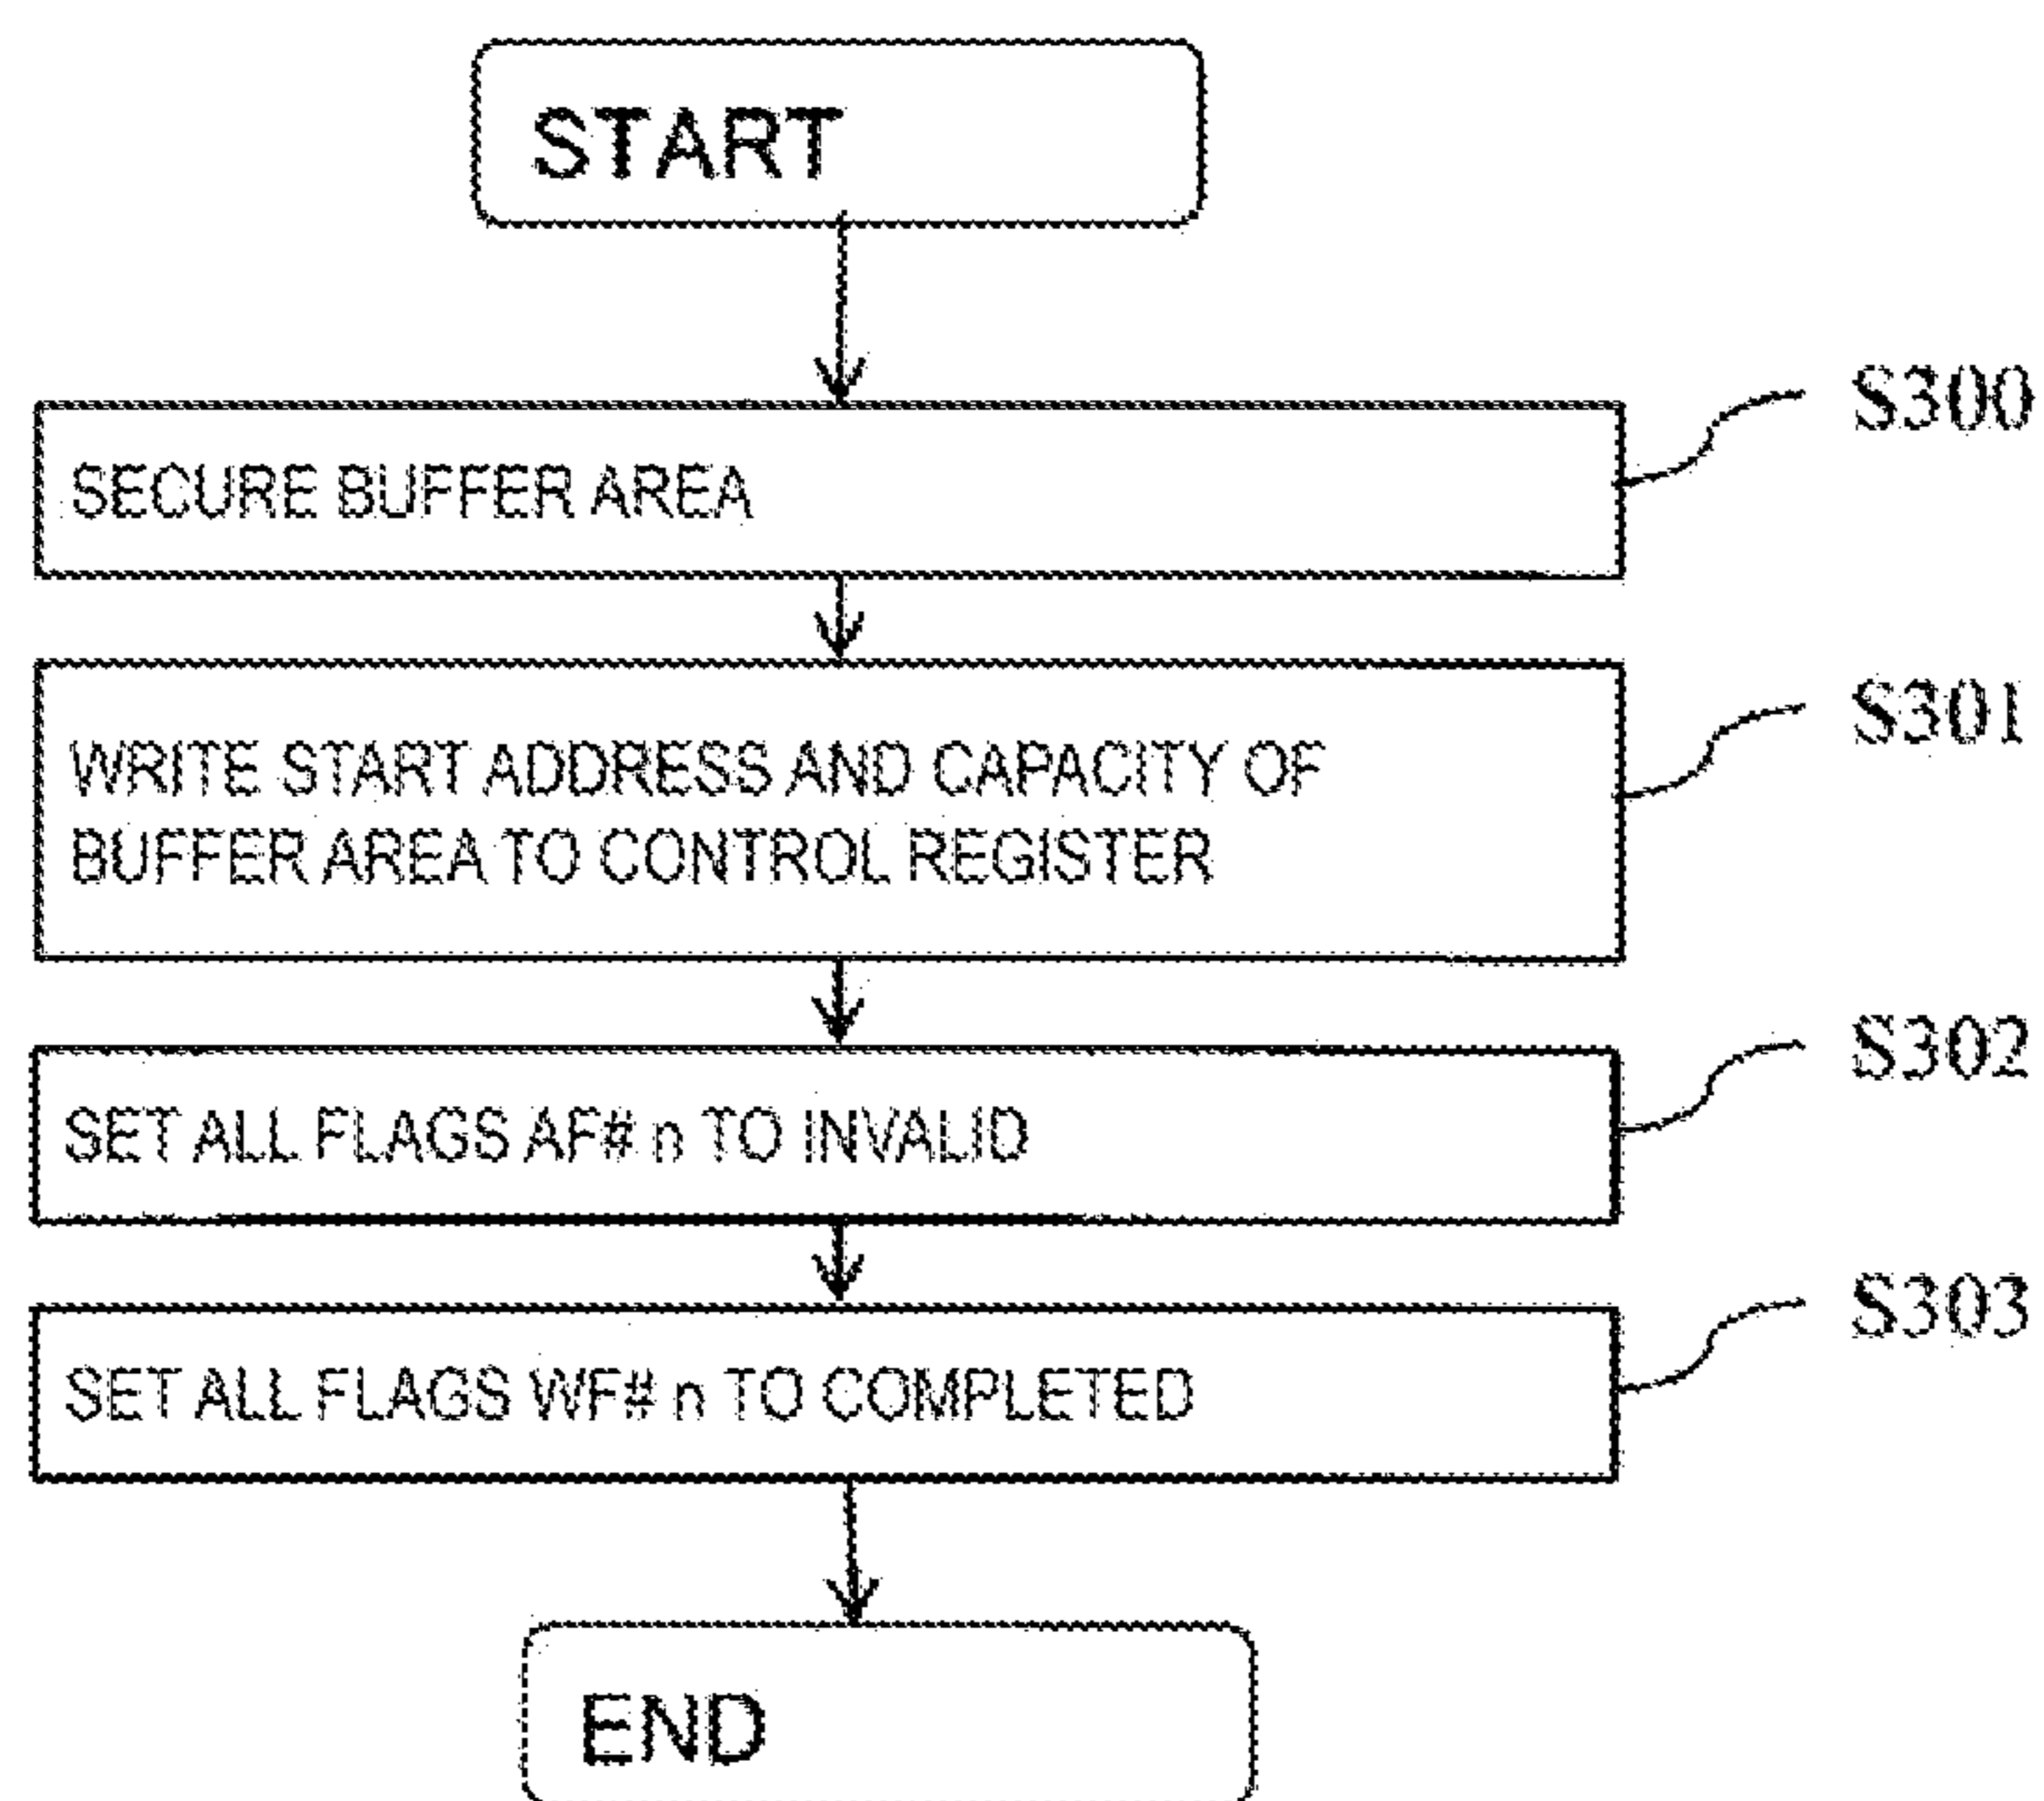 START
S300
SECURE BUFFER AREA
S301
WRITE START ADDRESS AND CAPACITY OF
BUFFER AREA TO CONTROL REGISTER
S302
SET ALL FLAGS AF# n TO INVALID
S303
SET ALL FLAGS WF# n TO COMPLETED
END